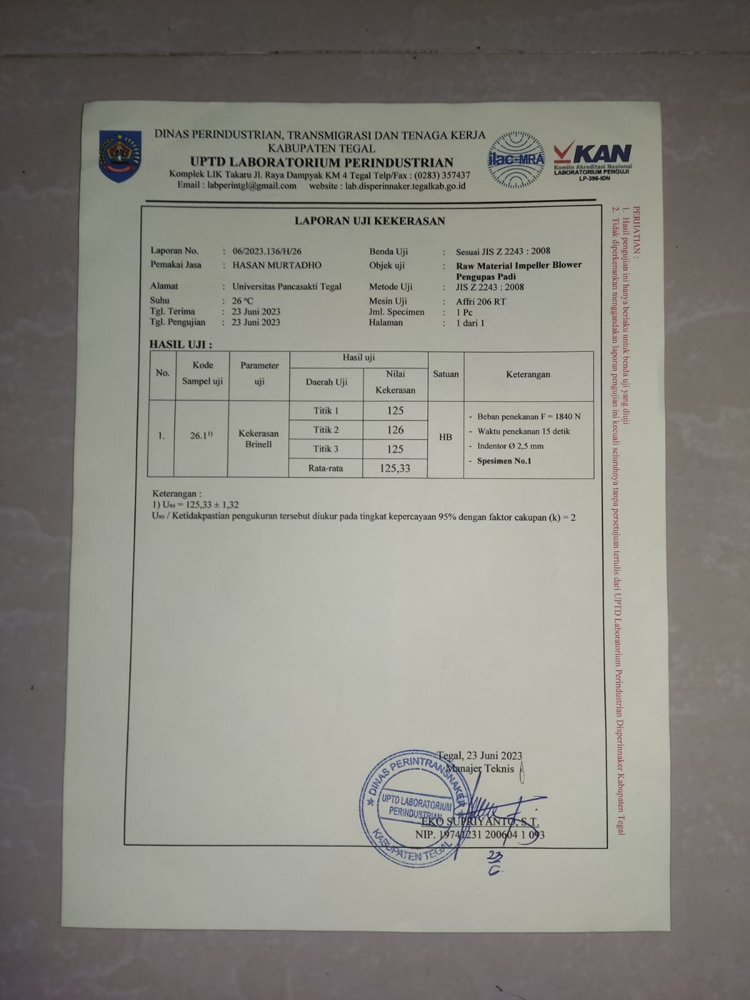 DINAS PERINDUSTRIAN, TRANSMIGRASI DAN TENAGA KERJA
KABUPATEN TEGAL
UPTD LABORATORIUM PERINDUSTRIAN
Komplek LIK Takaru Jl. Raya Dampyak KM 4 Tegal Telp/Fax : (0283) 357437
Email : labperintgl@gmail.com website : lab.disperinnaker.tegalkab.go.id
ilac-MRA
KAN
Komite Akreditasi Nasional
LABORATORIUM PENGUJI
LP-396-IDN
LAPORAN UJI KEKERASAN
Laporan No. : 06/2023.136/H/26 Benda Uji : Sesuai JIS Z 2243 : 2008
Pemakai Jasa : HASAN MURTADHO Objek uji : Raw Material Impeller Blower
Pengupas Padi
Alamat : Universitas Pancasakti Tegal Metode Uji : JIS Z 2243 : 2008
Suhu : 26 ºC Mesin Uji : Affri 206 RT
Tgl. Terima : 23 Juni 2023 Jml. Specimen : 1 Pc
Tgl. Pengujian : 23 Juni 2023 Halaman : 1 dari 1
HASIL UJI :
No. Kode Sampel uji Parameter uji Hasil uji Satuan Keterangan
Daerah Uji Nilai Kekerasan
1. 26.1¹⁾ Kekerasan Brinell HB
Titik 1 125
Titik 2 126
Titik 3 125
Rata-rata 125,33
- Beban penekanan F = 1840 N
- Waktu penekanan 15 detik
- Indentor Ø 2,5 mm
- Spesimen No.1
Keterangan :
1) U₉₅ = 125,33 ± 1,32
U₉₅ / Ketidakpastian pengukuran tersebut diukur pada tingkat kepercayaan 95% dengan faktor cakupan (k) = 2
Tegal, 23 Juni 2023
Manajer Teknis
EKO SUPRIYANTO, S.T.
NIP. 19741231 200604 1 093
23
6
DINAS PERINTRANSNAKER
UPTD LABORATORIUM
PERINDUSTRIAN
KABUPATEN TEGAL
PERHATIAN :
1. Hasil pengujian ini hanya berlaku untuk benda uji yang diuji
2. Tidak diperkenankan menggandakan laporan pengujian ini kecuali seluruhnya tanpa persetujuan tertulis dari UPTD Laboratorium Perindustrian Disperinnaker Kabupaten Tegal